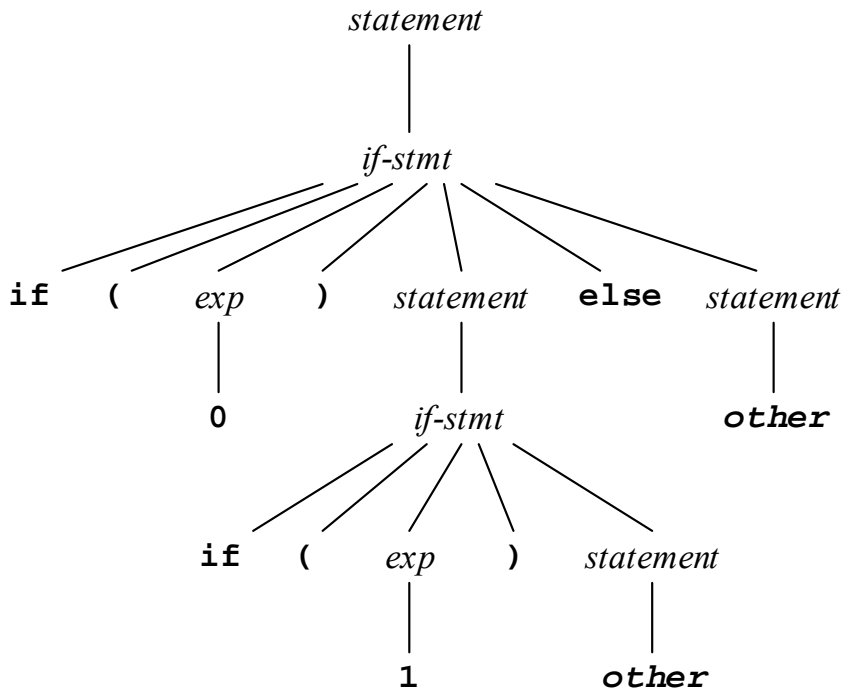 statement
if-stmt
if ( exp ) statement else statement
0 if-stmt other
if ( exp ) statement
1 other